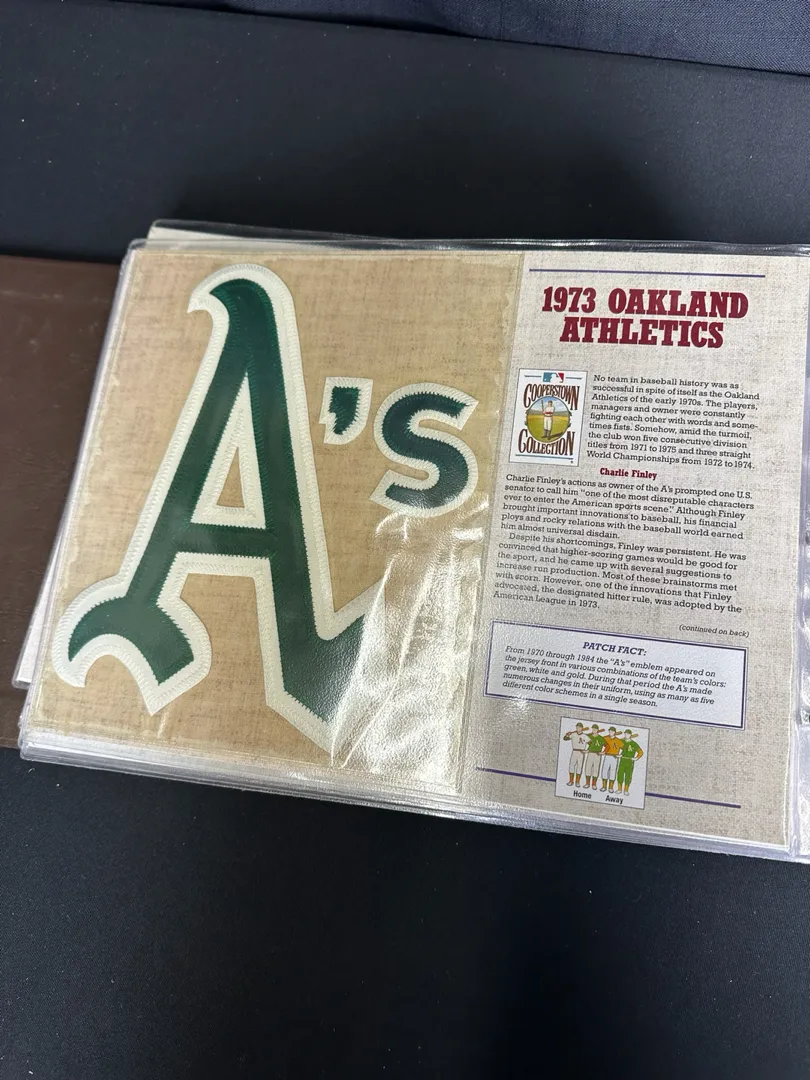 A's
1973 OAKLAND
ATHLETICS
COOPERSTOWN
COLLECTION
No team in baseball history was as
successful in spite of itself as the Oakland
Athletics of the early 1970s. The players,
managers and owner were constantly
fighting each other with words and some-
times fists. Somehow, amid the turmoil,
the club won five consecutive division
titles from 1971 to 1975 and three straight
World Championships from 1972 to 1974.
Charlie Finley
Charlie Finley's actions as owner of the A's prompted one U.S.
senator to call him "one of the most disreputable characters
ever to enter the American sports scene." Although Finley
brought important innovations to baseball, his financial
ploys and rocky relations with the baseball world earned
him almost universal disdain.
Despite his shortcomings, Finley was persistent. He was
convinced that higher-scoring games would be good for
the sport, and he came up with several suggestions to
increase run production. Most of these brainstorms met
with scorn. However, one of the innovations that Finley
advocated, the designated hitter rule, was adopted by the
American League in 1973.
(continued on back)
PATCH FACT:
From 1970 through 1984 the "A's" emblem appeared on
the jersey front in various combinations of the team's colors:
green, white and gold. During that period the A's made
numerous changes in their uniform, using as many as five
different color schemes in a single season.
Home Away